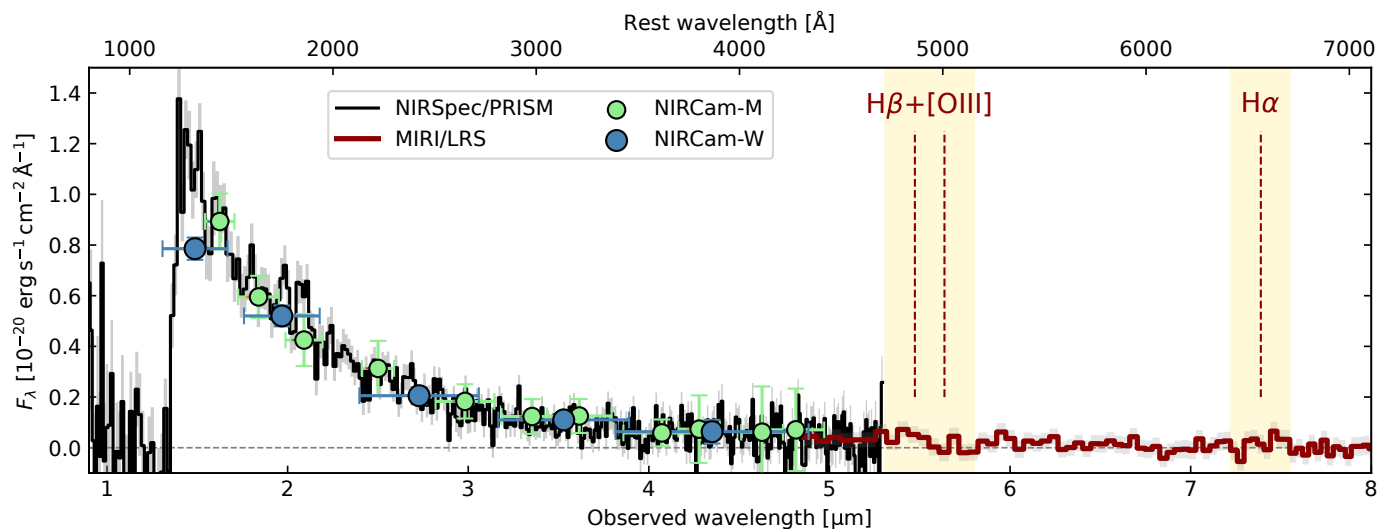 Rest wavelength [Å]
1000 2000 3000 4000 5000 6000 7000
NIRSpec/PRISM NIRCam-M
MIRI/LRS NIRCam-W
Hβ+[OIII] Hα
F_λ [10⁻²⁰ erg s⁻¹ cm⁻² Å⁻¹]
1.4
1.2
1.0
0.8
0.6
0.4
0.2
0.0
1 2 3 4 5 6 7 8
Observed wavelength [μm]